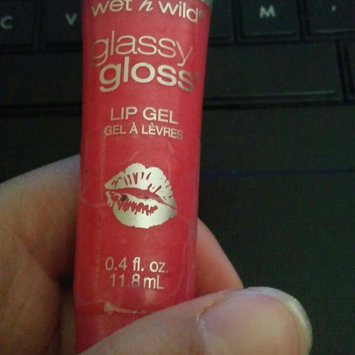 wet n wild®
glassy
gloss®
LIP GEL
GEL À LÈVRES
0.4 fl. oz.
11.8 mL
M